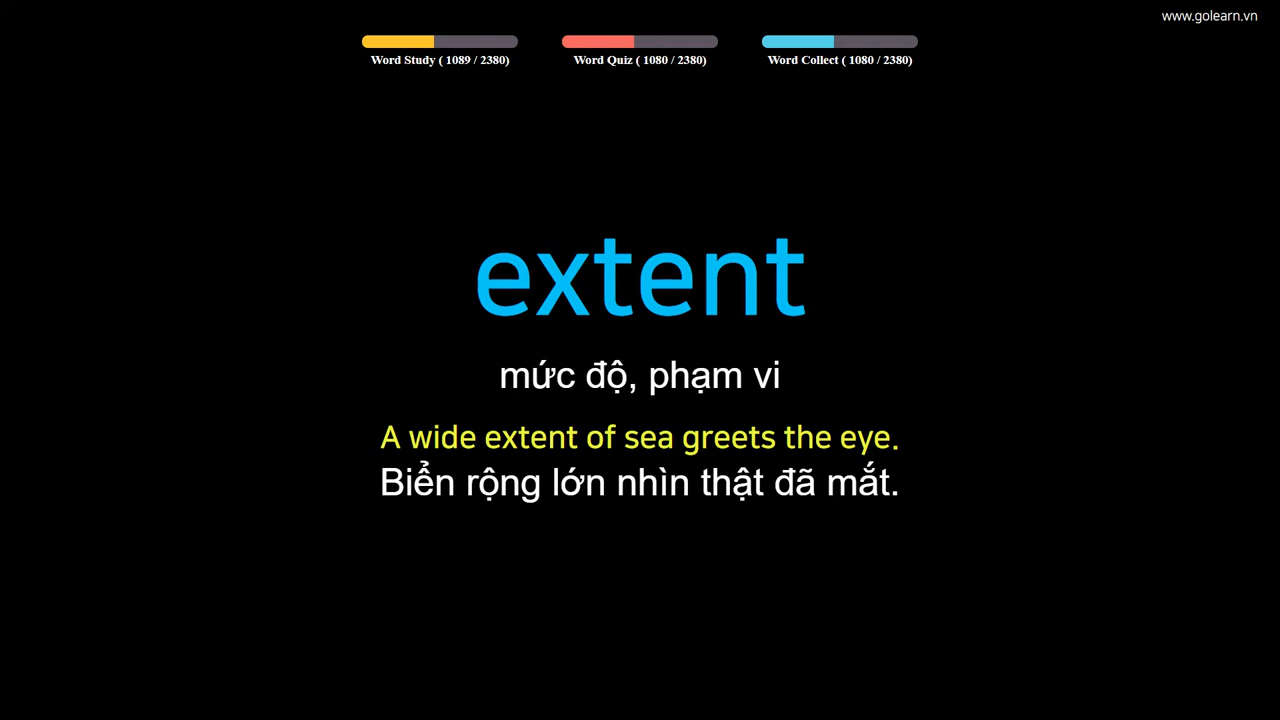 www.golearn.vn
Word Study ( 1089 / 2380)
Word Quiz ( 1080 / 2380)
Word Collect ( 1080 / 2380)
extent
mức độ, phạm vi
A wide extent of sea greets the eye.
Biển rộng lớn nhìn thật đã mắt.